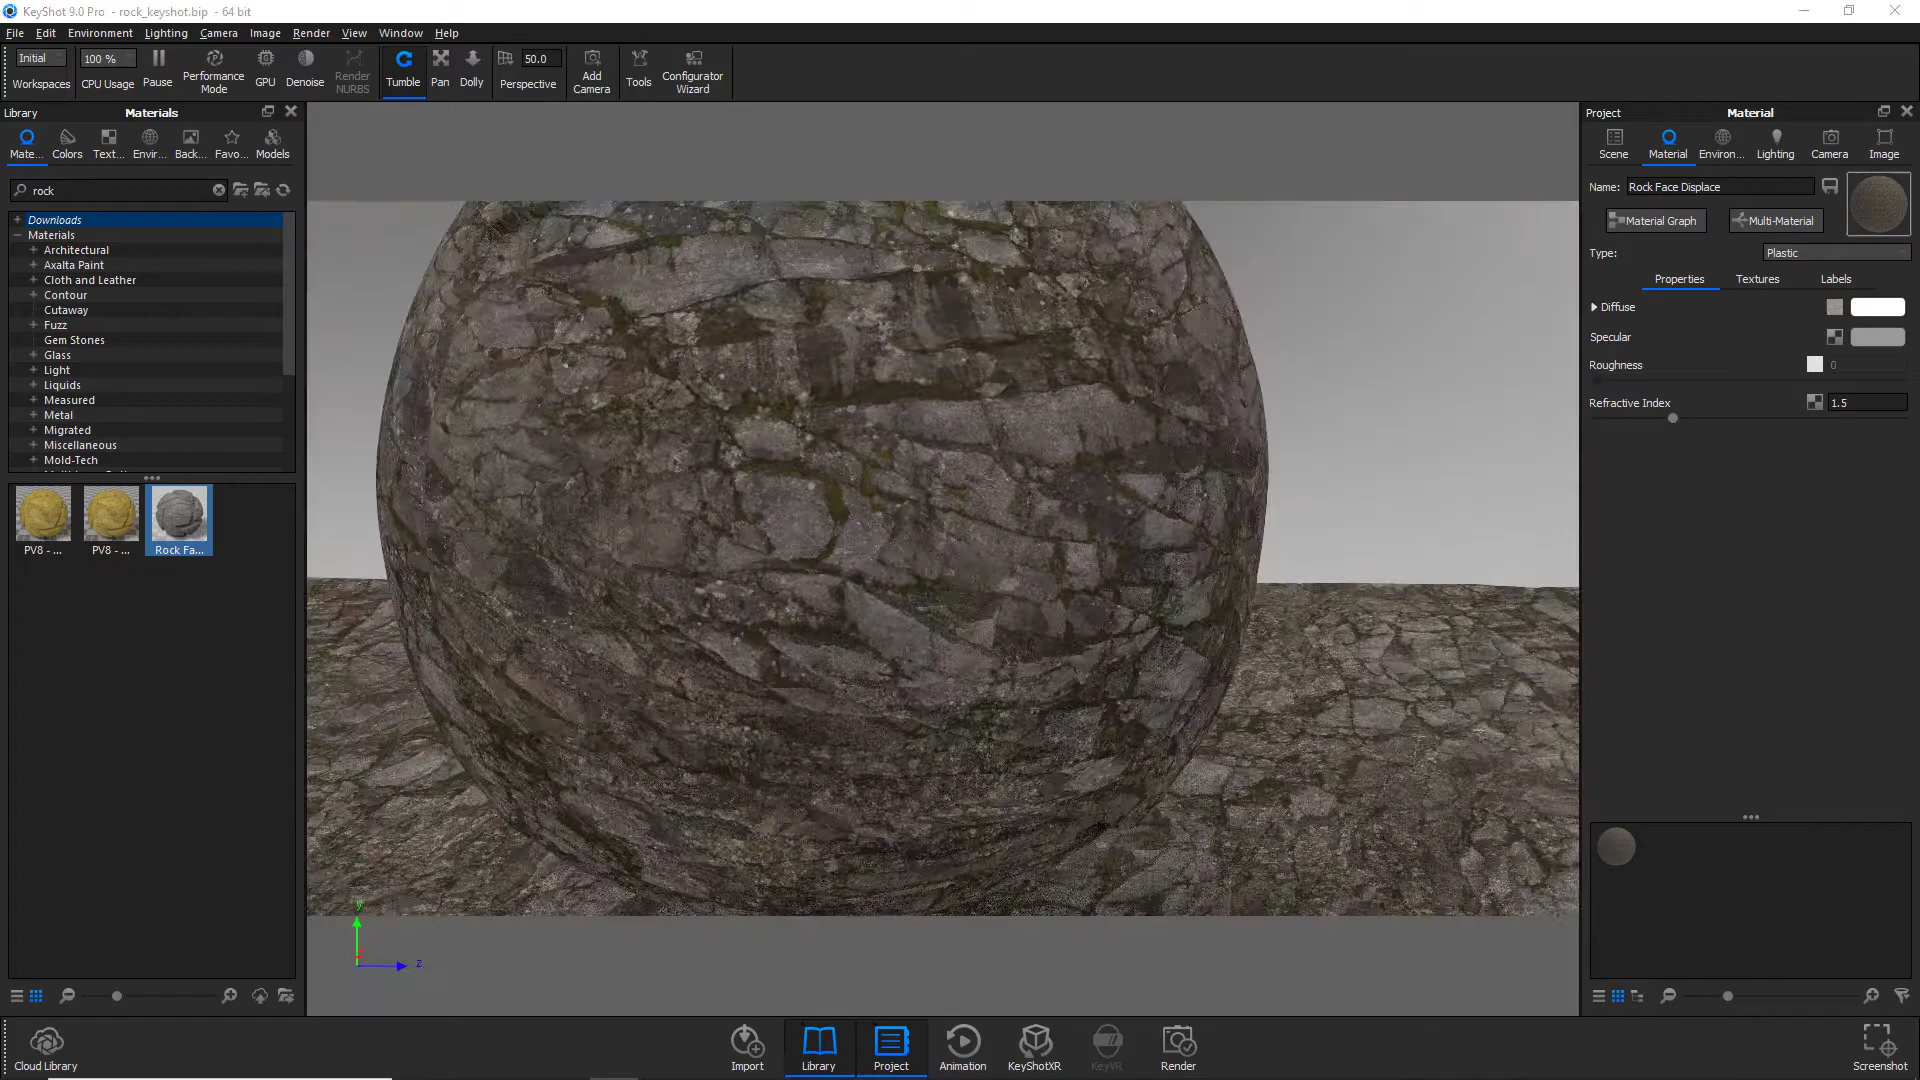 KeyShot 9.0 Pro - rock_keyshot.bip - 64 bit
File Edit Environment Lighting Camera Image Render View Window Help
Initial
Workspaces
100 %
CPU Usage
Pause
Performance
Mode
GPU
Denoise
Render
NURBS
Tumble
Pan
Dolly
50.0
Perspective
Add
Camera
Tools
Configurator
Wizard
Library
Materials
Mate... Colors Text... Envir... Back... Favo... Models
rock
Downloads
Materials
Architectural
Axalta Paint
Cloth and Leather
Contour
Cutaway
Fuzz
Gem Stones
Glass
Light
Liquids
Measured
Metal
Migrated
Miscellaneous
Mold-Tech
PV8 - ... PV8 - ... Rock Fa...
y
z
Project
Material
Scene Material Environ... Lighting Camera Image
Name: Rock Face Displace
Material Graph Multi-Material
Type: Plastic
Properties Textures Labels
Diffuse
Specular
Roughness 0
Refractive Index 1.5
Cloud Library
Import
Library
Project
Animation
KeyShotXR
KeyVR
Render
Screenshot